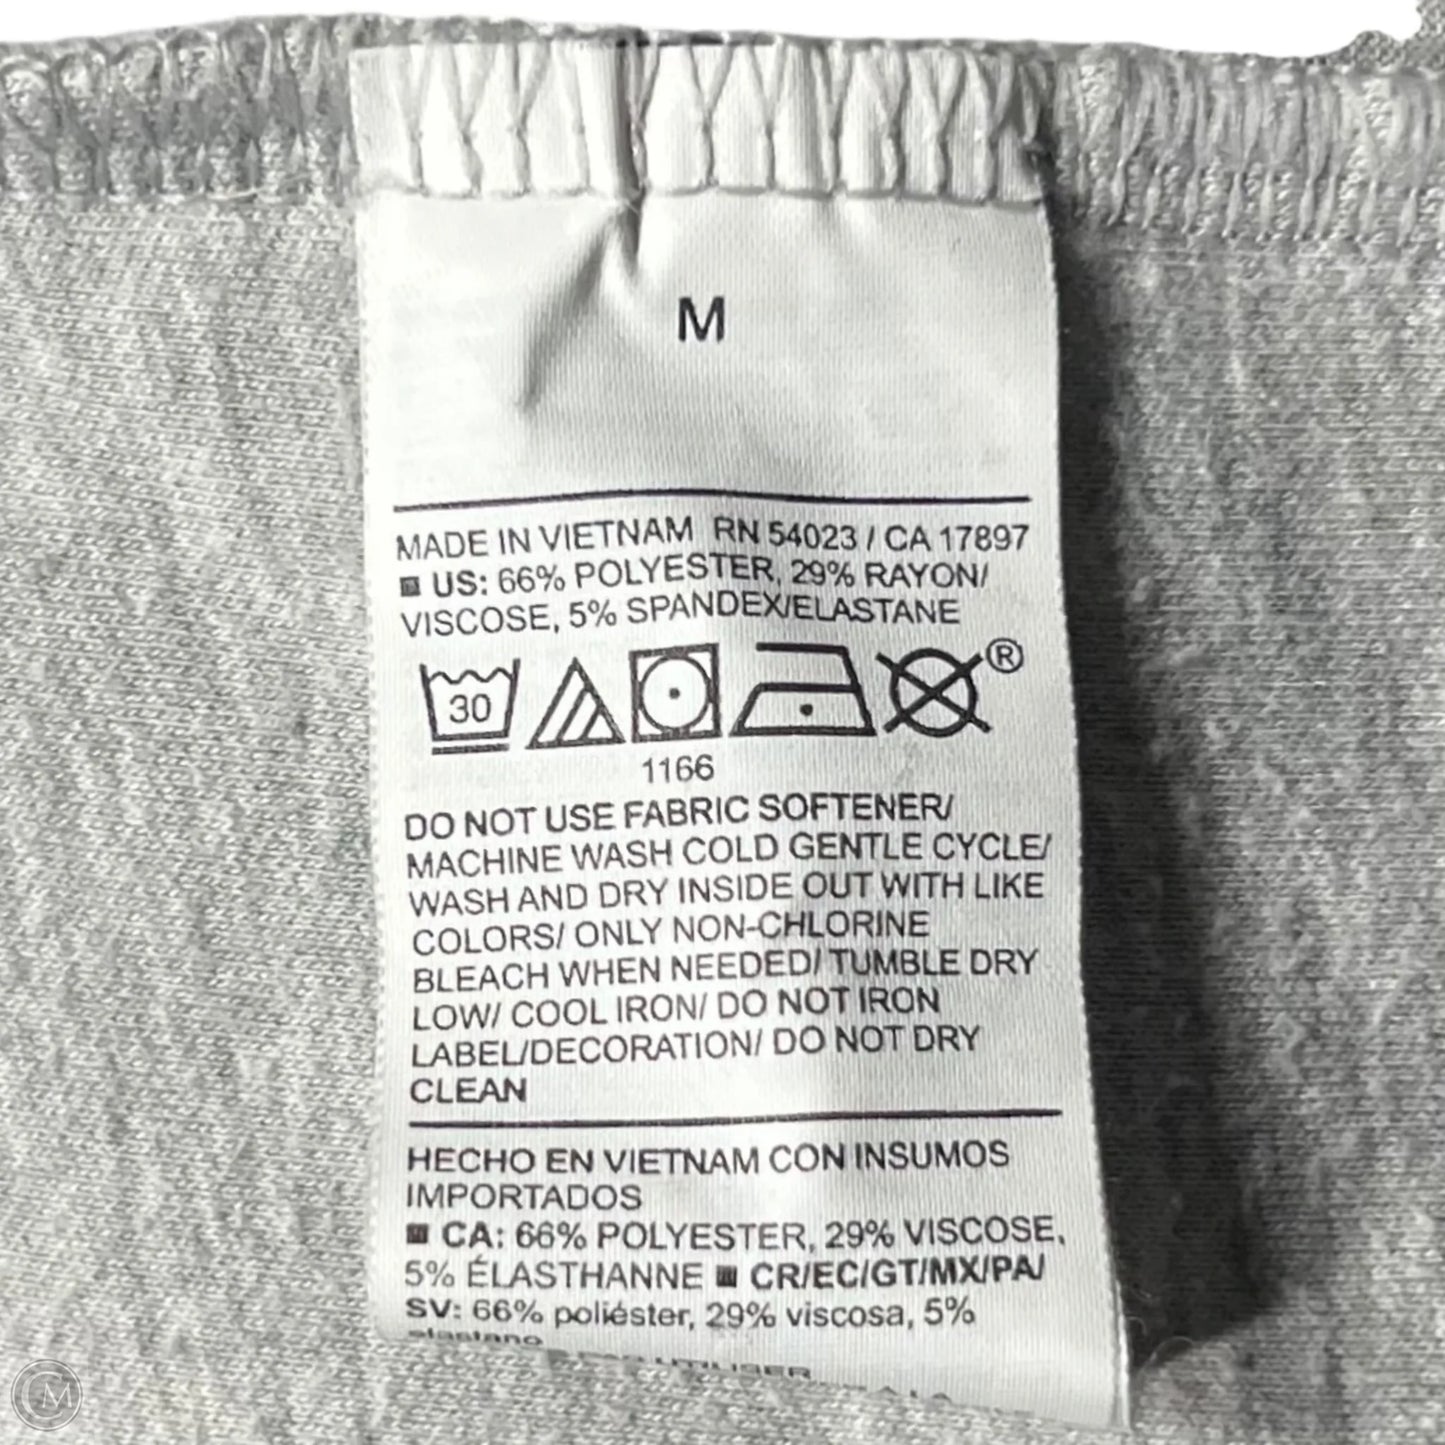 M
MADE IN VIETNAM RN 54023 / CA 17897
US: 66% POLYESTER, 29% RAYON/
VISCOSE, 5% SPANDEX/ELASTANE
30
®
1166
DO NOT USE FABRIC SOFTENER/
MACHINE WASH COLD GENTLE CYCLE/
WASH AND DRY INSIDE OUT WITH LIKE
COLORS/ ONLY NON-CHLORINE
BLEACH WHEN NEEDED/ TUMBLE DRY
LOW/ COOL IRON/ DO NOT IRON
LABEL/DECORATION/ DO NOT DRY
CLEAN
HECHO EN VIETNAM CON INSUMOS
IMPORTADOS
CA: 66% POLYESTER, 29% VISCOSE,
5% ÉLASTHANNE CR/EC/GT/MX/PA/
SV: 66% poliéster, 29% viscosa, 5%
elastano
UTILISER
CM